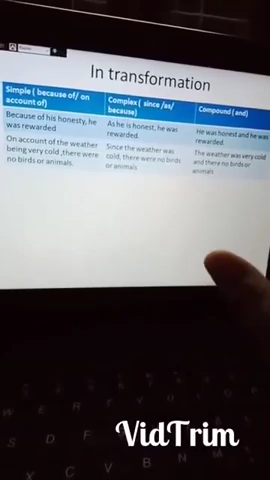 In transformation
Simple ( because of/ on
account of)
Complex ( since /as/
because)
Compound ( and)
Because of his honesty, he
was rewarded
As he is honest, he was
rewarded.
He was honest and he was
rewarded.
On account of the weather
being very cold ,there were
no birds or animals.
Since the weather was
cold, there were no birds
or animals
The weather was very cold
and there no birds or
animals
W E R
S D F
X C V B N M
VidTrim